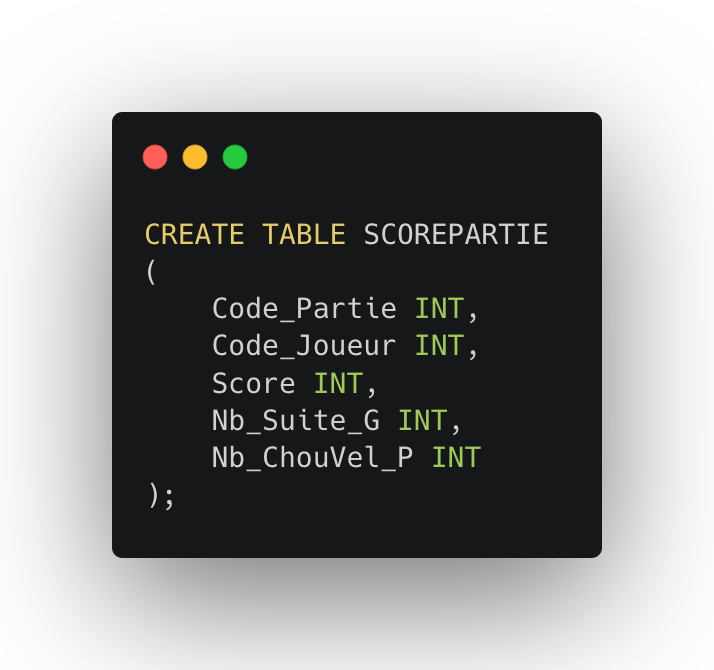 CREATE TABLE SCOREPARTIE
(
    Code_Partie INT,
    Code_Joueur INT,
    Score INT,
    Nb_Suite_G INT,
    Nb_ChouVel_P INT
);